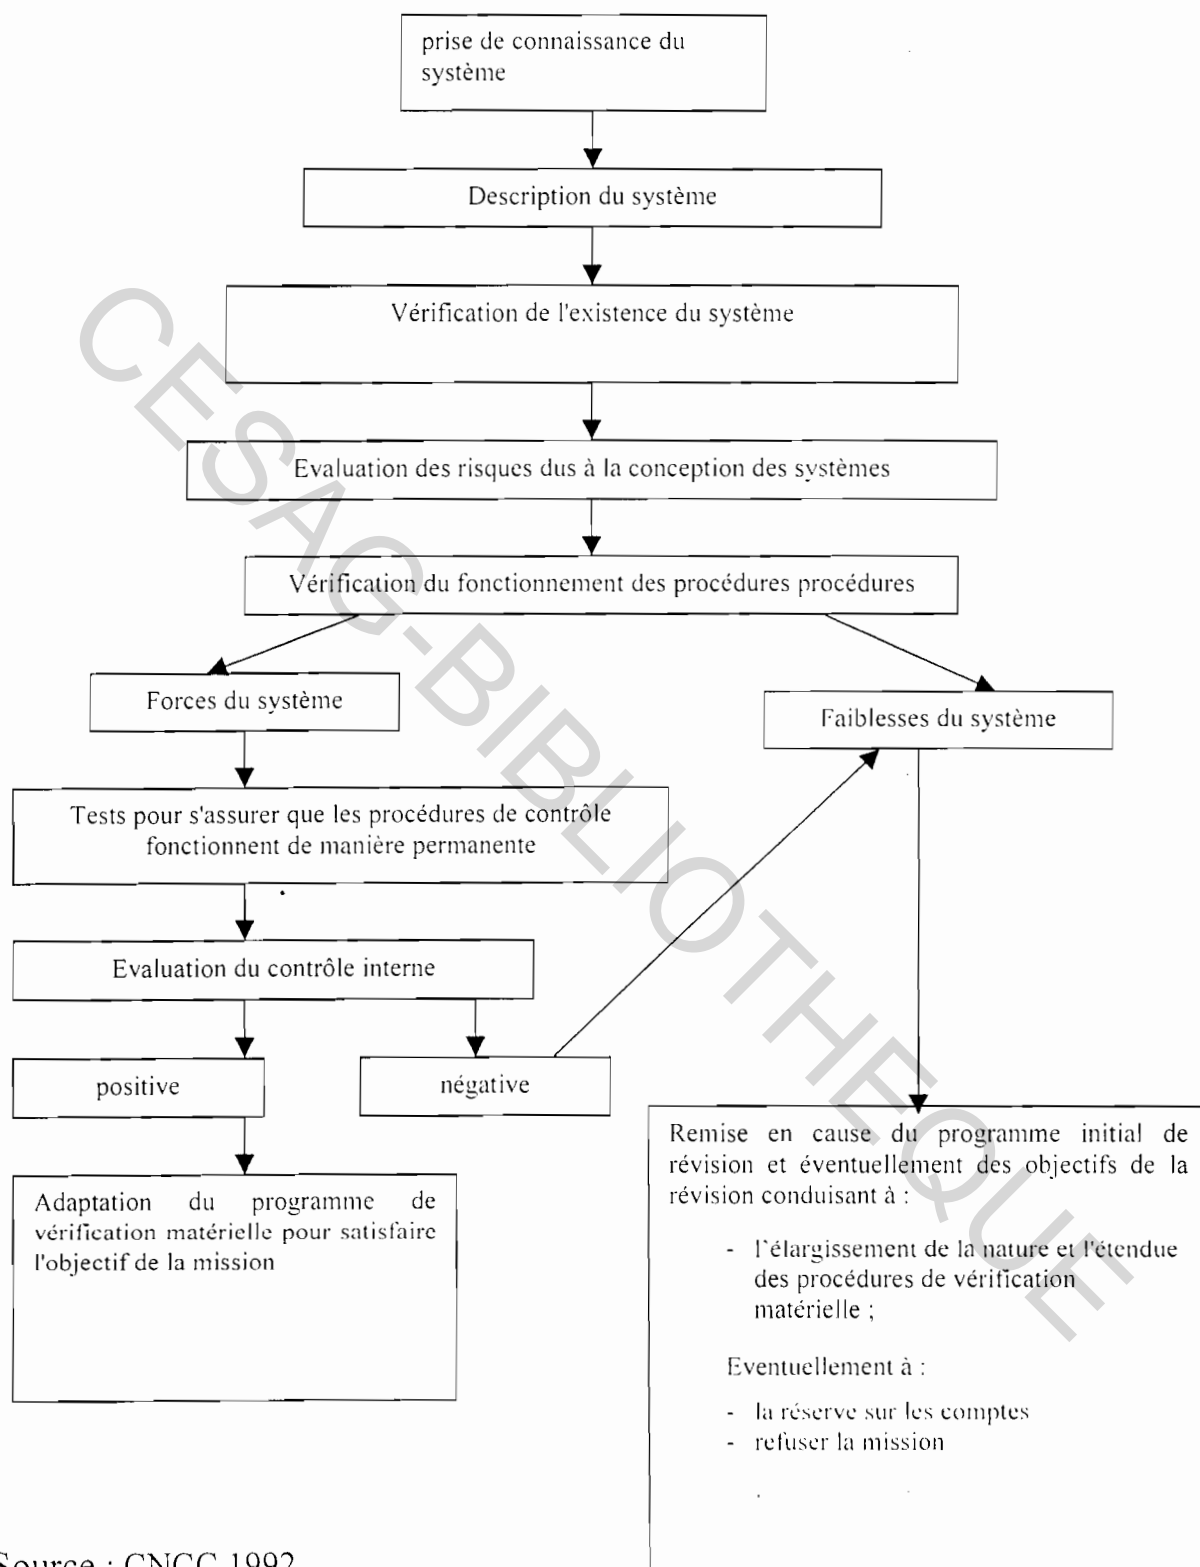 prise de connaissance du
système
Description du système
Vérification de l'existence du système
Evaluation des risques dus à la conception des systèmes
Vérification du fonctionnement des procédures procédures
Forces du système
Faiblesses du système
Tests pour s'assurer que les procédures de contrôle
fonctionnent de manière permanente
Evaluation du contrôle interne
positive
négative
Adaptation du programme de
vérification matérielle pour satisfaire
l'objectif de la mission
Remise en cause du programme initial de
révision et éventuellement des objectifs de la
révision conduisant à :
- l'élargissement de la nature et l'étendue
des procédures de vérification
matérielle ;
Eventuellement à :
- la réserve sur les comptes
- refuser la mission
Source : CNCC 1992
CESAG-BIBLIOTHEQUE